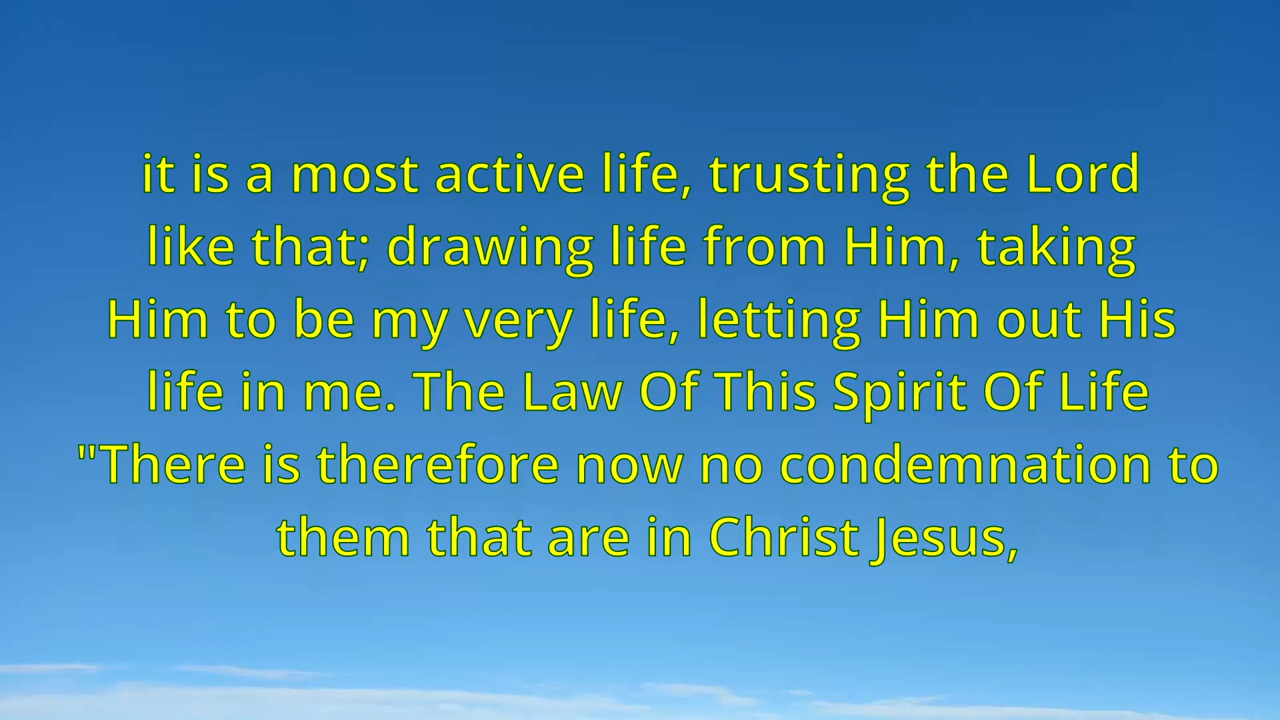 it is a most active life, trusting the Lord
like that; drawing life from Him, taking
Him to be my very life, letting Him out His
life in me. The Law Of This Spirit Of Life
"There is therefore now no condemnation to
them that are in Christ Jesus,